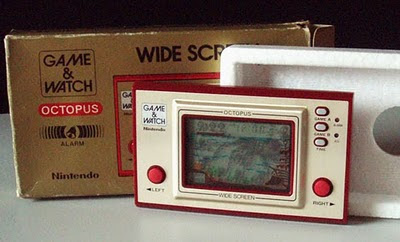 GAME
&
WATCH
OCTOPUS
ALARM
Nintendo
WIDE SCREEN
GAME
&
WATCH
Nintendo
OCTOPUS
GAME A
GAME B
TIME
◄LEFT
WIDE SCREEN
RIGHT►